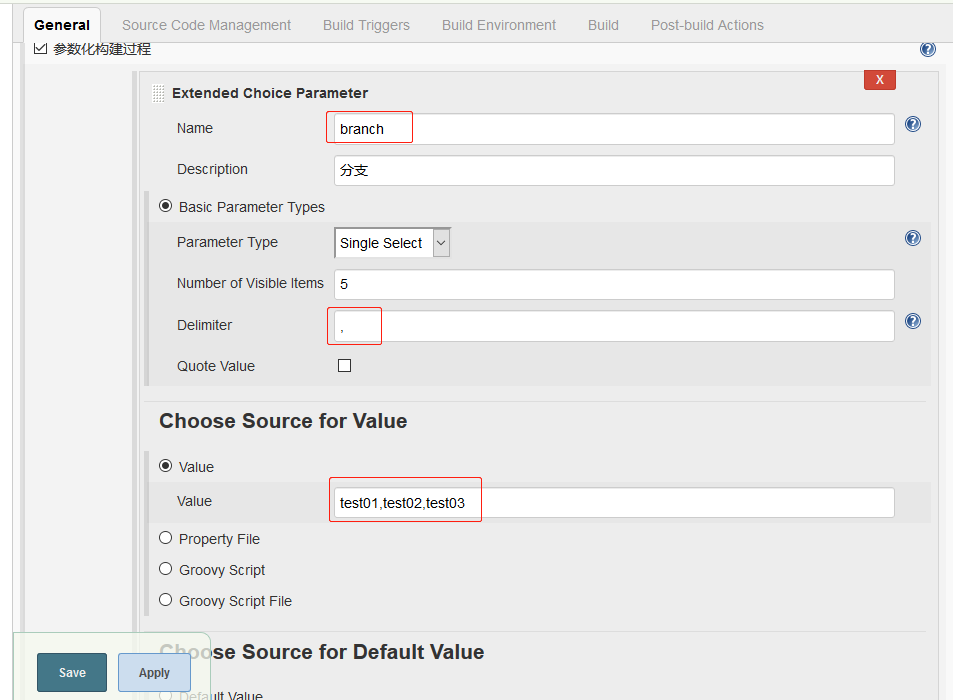 General Source Code Management Build Triggers Build Environment Build Post-build Actions
参数化构建过程
X
Extended Choice Parameter
Name branch
Description 分支
Basic Parameter Types
Parameter Type Single Select
Number of Visible Items 5
Delimiter ,
Quote Value
Choose Source for Value
Value
Value test01,test02,test03
Property File
Groovy Script
Groovy Script File
Choose Source for Default Value
Save Apply
Default Value